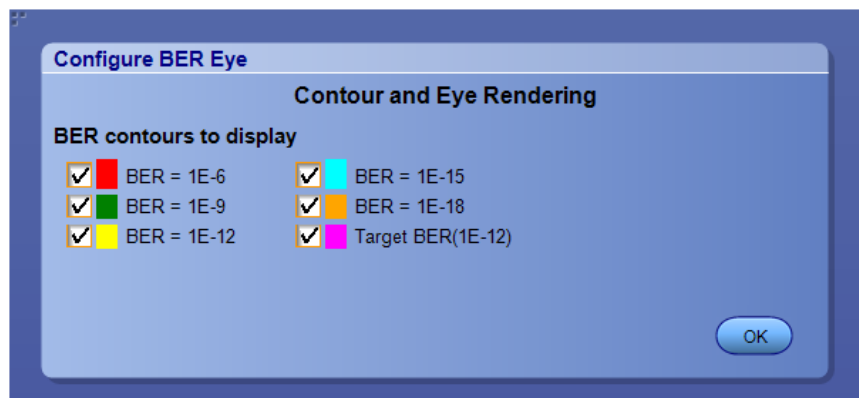 Configure BER Eye
Contour and Eye Rendering
BER contours to display
BER = 1E-6
BER = 1E-15
BER = 1E-9
BER = 1E-18
BER = 1E-12
Target BER(1E-12)
OK